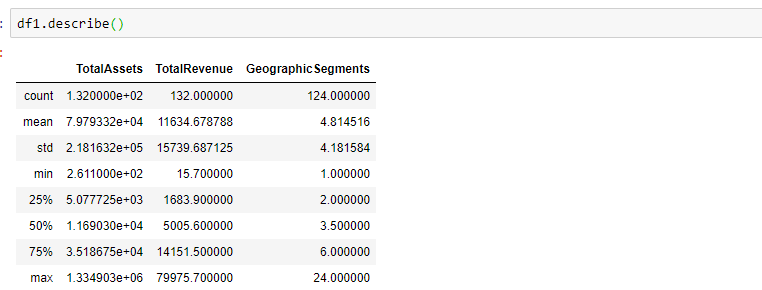 : df1.describe()
:
TotalAssets TotalRevenue GeographicSegments
count 1.320000e+02 132.000000 124.000000
mean 7.979332e+04 11634.678788 4.814516
std 2.181632e+05 15739.687125 4.181584
min 2.611000e+02 15.700000 1.000000
25% 5.077725e+03 1683.900000 2.000000
50% 1.169030e+04 5005.600000 3.500000
75% 3.518675e+04 14151.500000 6.000000
max 1.334903e+06 79975.700000 24.000000